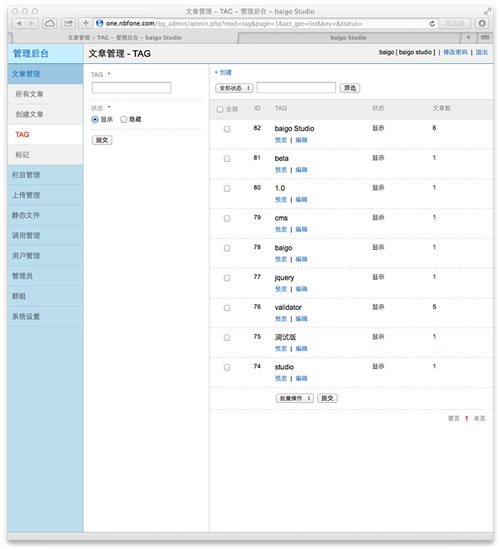 文章管理 – TAG – 管理后台 – baigo Studio
one.nbfone.com/bg_admin/admin.php?mod=tag&page=1&act_get=list&key=&status=
阅读器
文章管理 – TAG – 管理后台 – baigo Studio
baigo Studio
管理后台
文章管理 - TAG
baigo [ baigo studio ] | 修改密码 | 退出
文章管理
所有文章
创建文章
TAG
标记
栏目管理
上传管理
静态文件
调用管理
用户管理
管理员
群组
系统设置
TAG *
状态 *
显示 隐藏
提交
+ 创建
全部状态 筛选
全部 ID TAG 状态 文章数
82 baigo Studio 显示 6
预览 | 编辑
81 beta 显示 1
预览 | 编辑
80 1.0 显示 1
预览 | 编辑
79 cms 显示 1
预览 | 编辑
78 baigo 显示 1
预览 | 编辑
77 jquery 显示 1
预览 | 编辑
76 validator 显示 5
预览 | 编辑
75 测试版 显示 1
预览 | 编辑
74 studio 显示 1
预览 | 编辑
批量操作 提交
首页 1 末页